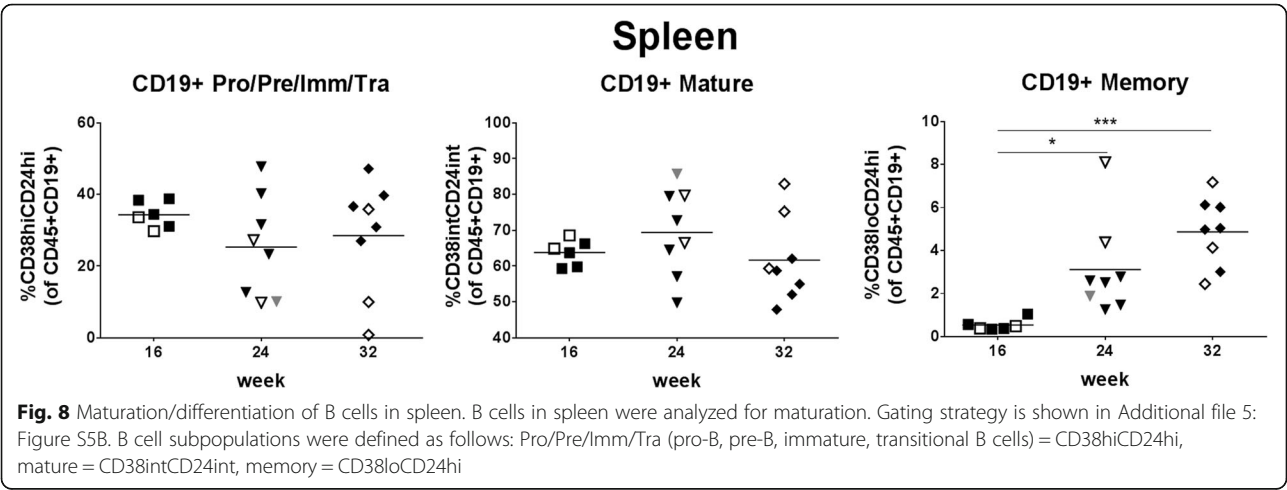 Spleen
CD19+ Pro/Pre/Imm/Tra
%CD38hiCD24hi
(of CD45+CD19+)
60
40
20
0
16 24 32
week
CD19+ Mature
%CD38intCD24int
(of CD45+CD19+)
100
90
80
70
60
50
40
16 24 32
week
CD19+ Memory
%CD38loCD24hi
(of CD45+CD19+)
10
8
6
4
2
0
***
*
16 24 32
week
Fig. 8 Maturation/differentiation of B cells in spleen. B cells in spleen were analyzed for maturation. Gating strategy is shown in Additional file 5:
Figure S5B. B cell subpopulations were defined as follows: Pro/Pre/Imm/Tra (pro-B, pre-B, immature, transitional B cells) = CD38hiCD24hi,
mature = CD38intCD24int, memory = CD38loCD24hi